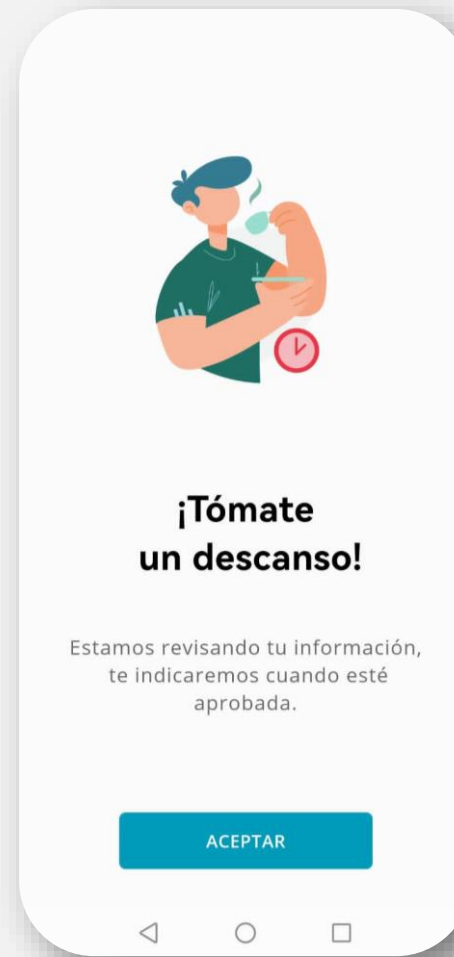 ¡Tómate
un descanso!
Estamos revisando tu información,
te indicaremos cuando esté
aprobada.
ACEPTAR